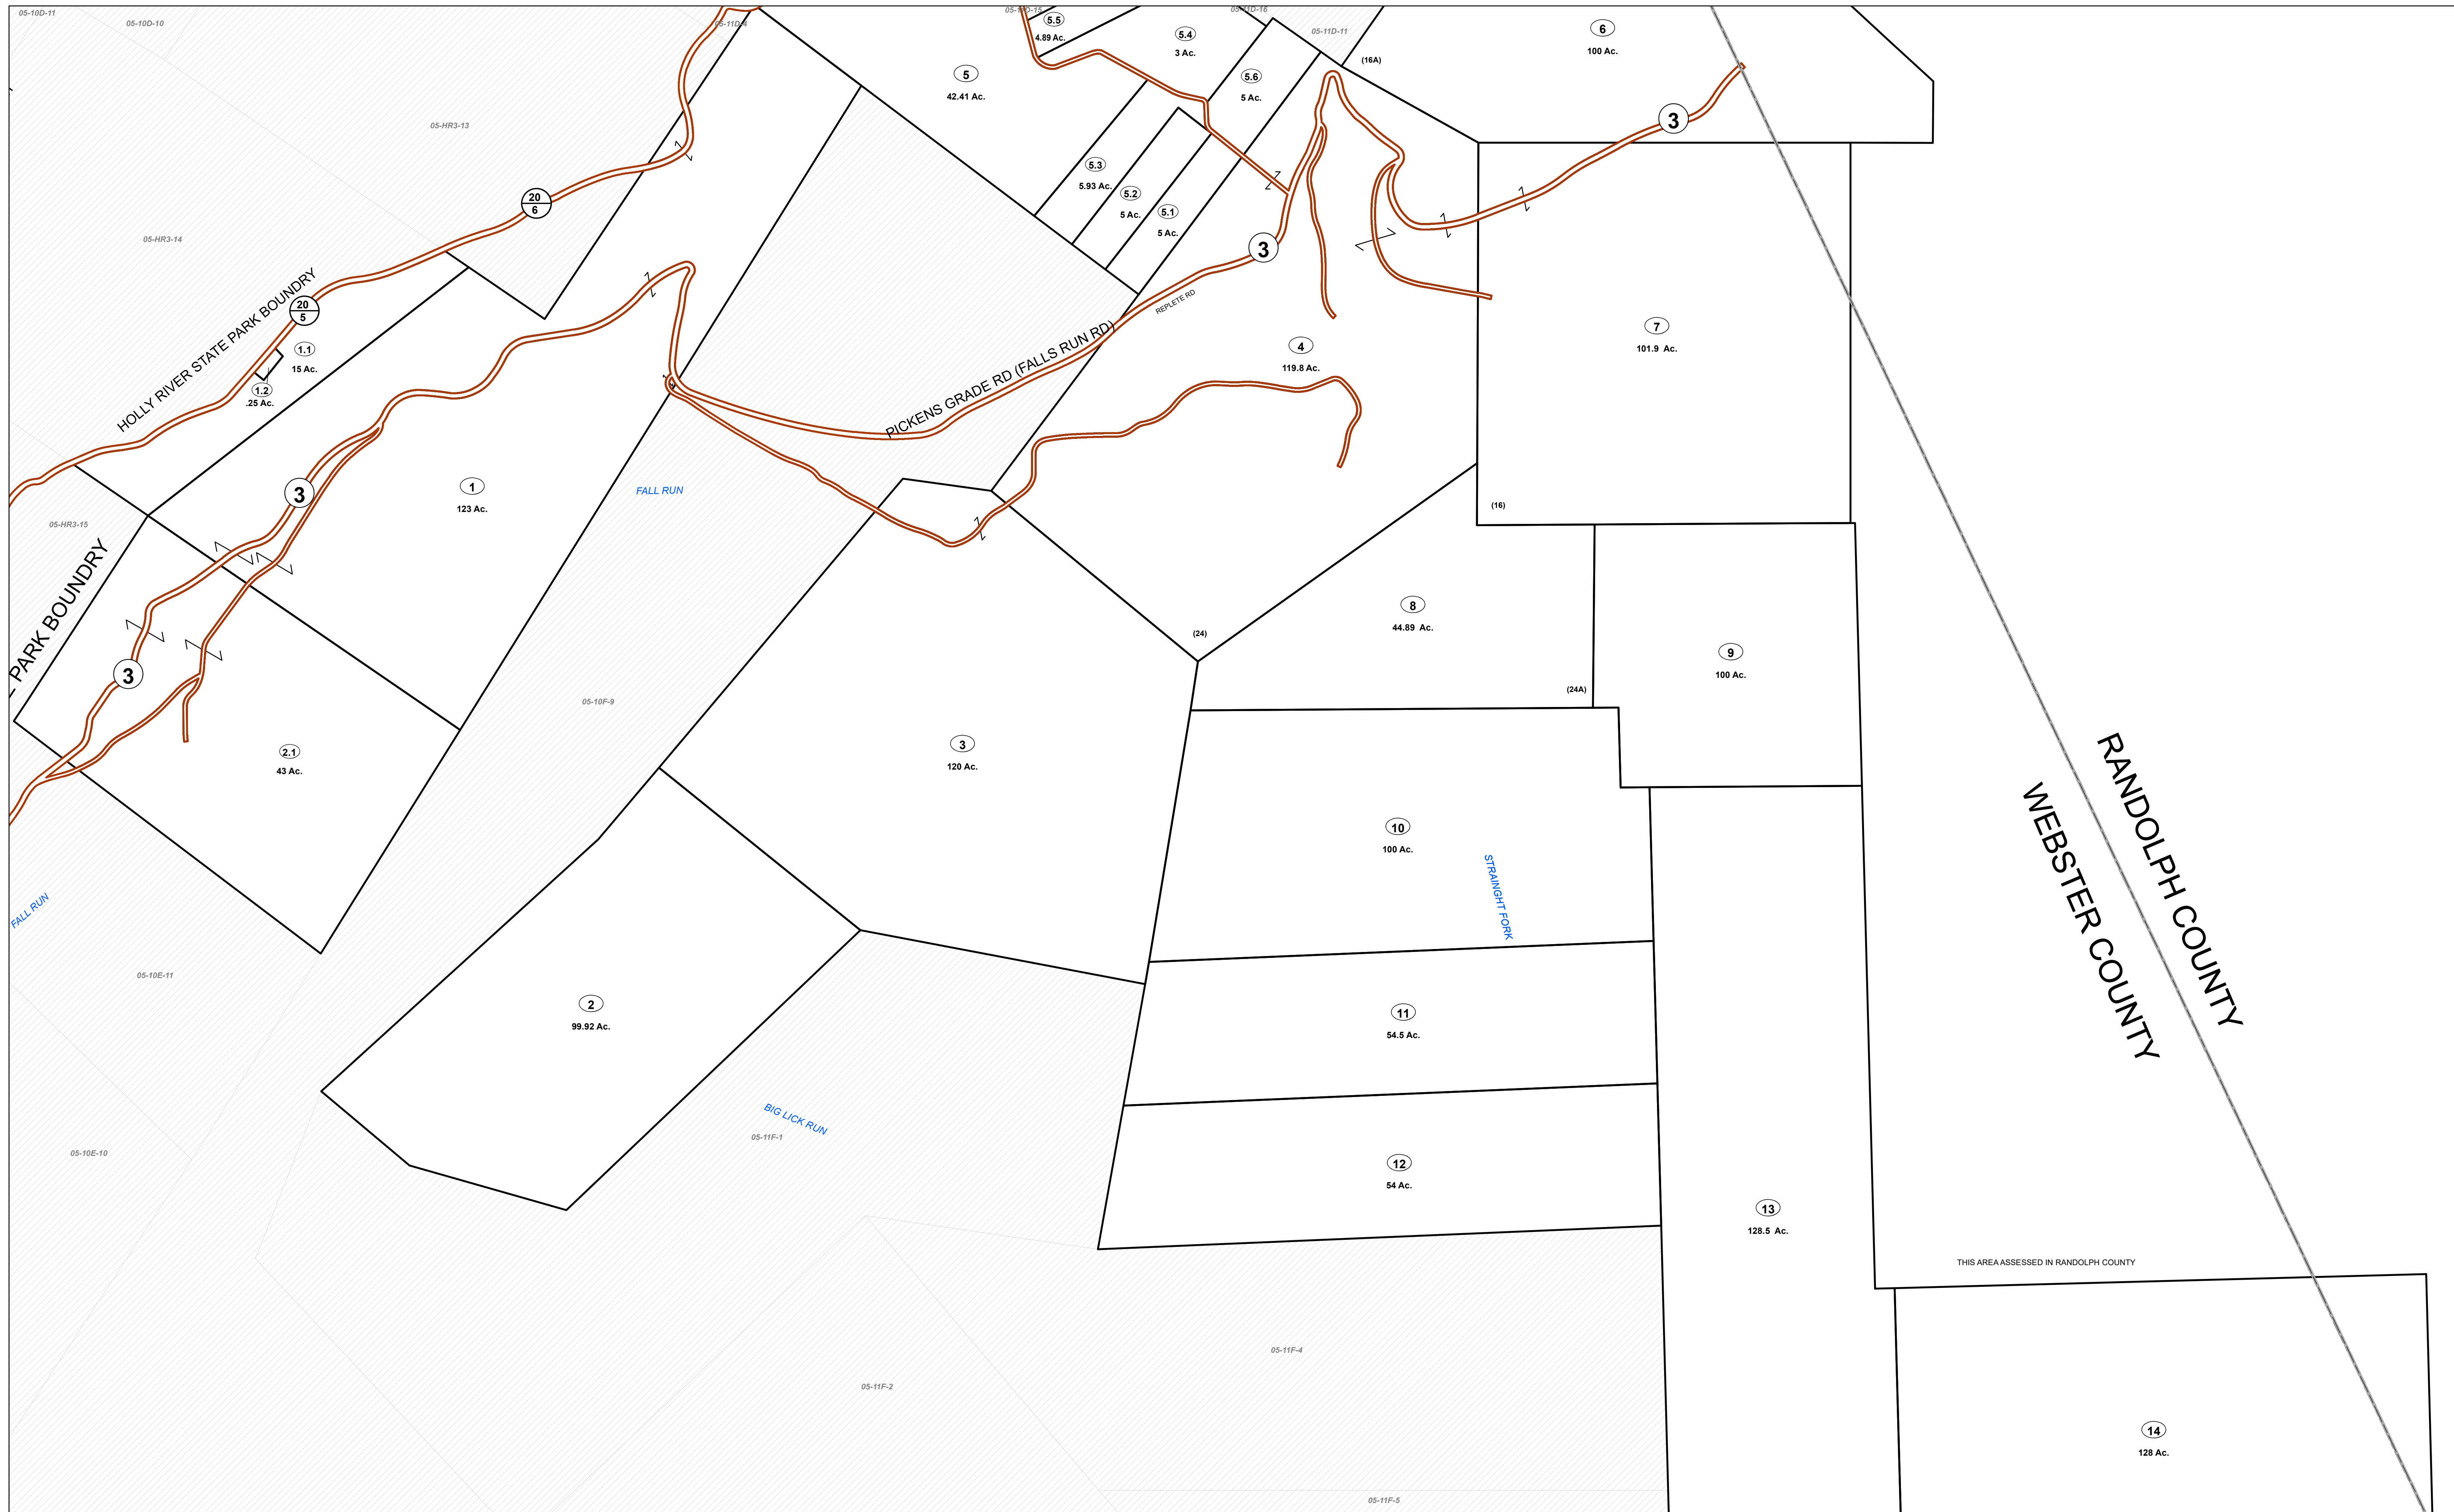 05-10D-11
05-10D-10
05-11D-4
05-11D-15
05-11D-16
05-11D-11
5.5
4.89 Ac.
5.4
3 Ac.
6
100 Ac.
(16A)
5
42.41 Ac.
5.6
5 Ac.
3
05-HR3-13
5.3
5.93 Ac.
5.2
5 Ac.
5.1
5 Ac.
20
6
05-HR3-14
3
HOLLY RIVER STATE PARK BOUNDRY
20
5
REPLETE RD
PICKENS GRADE RD (FALLS RUN RD)
1.1
15 Ac.
1.2
.25 Ac.
4
119.8 Ac.
7
101.9 Ac.
3
1
123 Ac.
FALL RUN
(16)
05-HR3-15
E PARK BOUNDRY
8
44.89 Ac.
(24)
3
9
100 Ac.
(24A)
05-10F-9
2.1
43 Ac.
3
120 Ac.
RANDOLPH COUNTY
WEBSTER COUNTY
10
100 Ac.
STRAINGHT FORK
FALL RUN
05-10E-11
2
99.92 Ac.
11
54.5 Ac.
BIG LICK RUN
05-11F-1
05-10E-10
12
54 Ac.
13
128.5 Ac.
THIS AREA ASSESSED IN RANDOLPH COUNTY
05-11F-4
05-11F-2
14
128 Ac.
05-11F-5